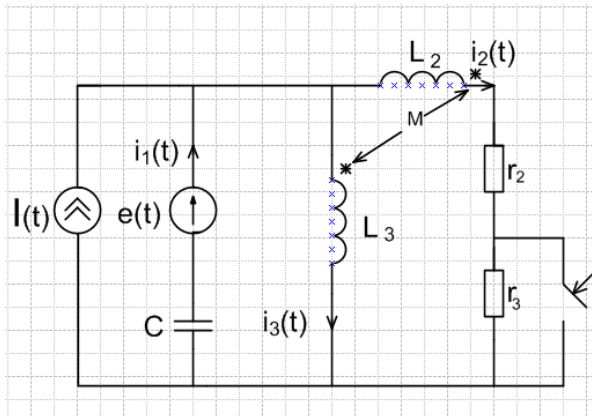 L₂ i₂(t)
*
M
i₁(t) *
r₂
I(t) e(t)
L₃
r₃
C i₃(t)